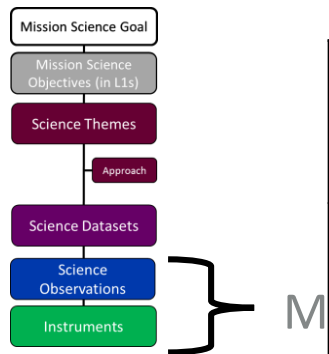 Mission Science Goal
Mission Science
Objectives (in L1s)
Science Themes
Approach
Science Datasets
Science
Observations
Instruments
M